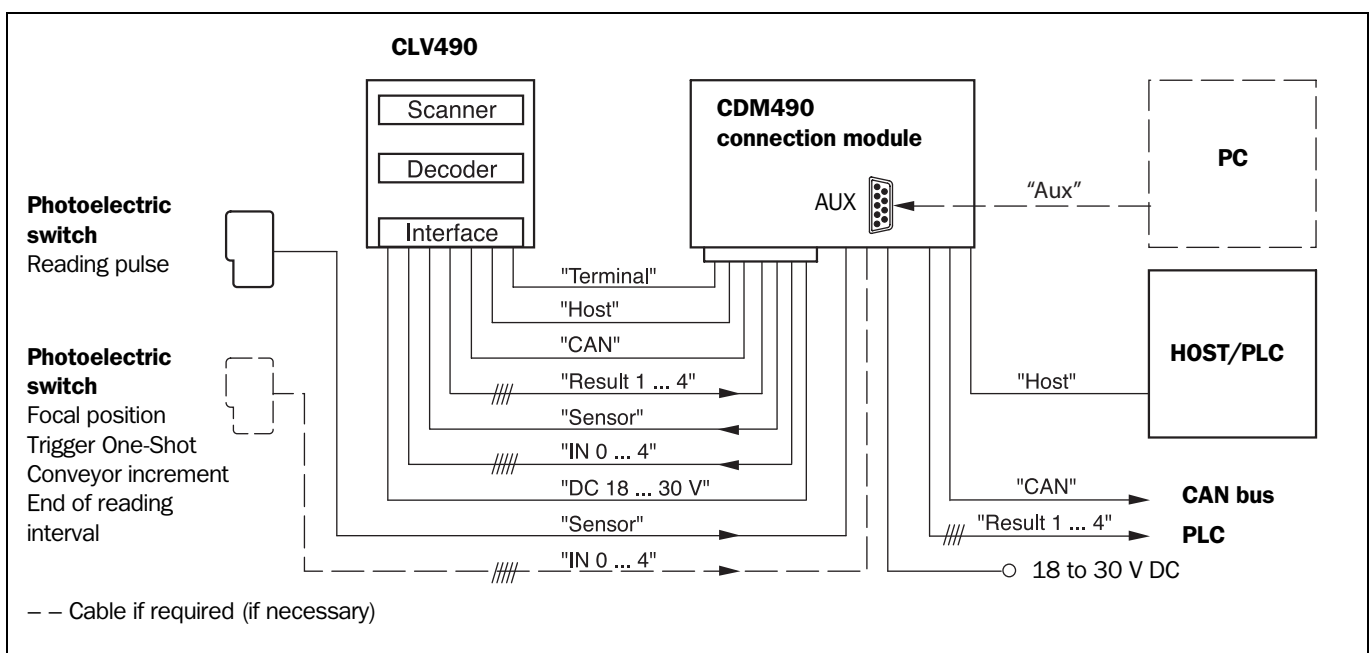 CLV490
Scanner
Decoder
Interface
CDM490
connection module
AUX
"Aux"
PC
Photoelectric
switch
Reading pulse
Photoelectric
switch
Focal position
Trigger One-Shot
Conveyor increment
End of reading
interval
"Terminal"
"Host"
"CAN"
"Result 1 ... 4"
"Sensor"
"IN 0 ... 4"
"DC 18 ... 30 V"
"Sensor"
"IN 0 ... 4"
HOST/PLC
"Host"
"CAN"
CAN bus
"Result 1 ... 4"
PLC
18 to 30 V DC
– – Cable if required (if necessary)